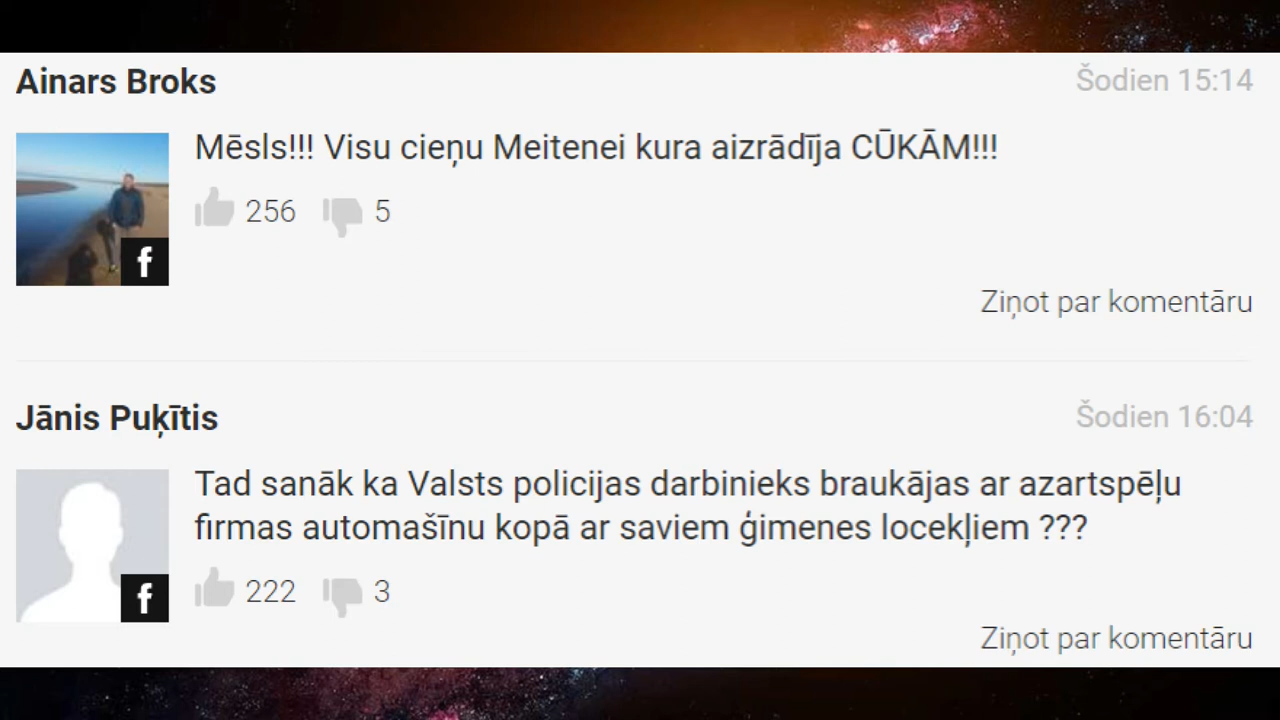 Ainars Broks
Šodien 15:14
Mēsls!!! Visu cieņu Meitenei kura aizrādīja CŪKĀM!!!
256 5
Ziņot par komentāru
Jānis Puķītis
Šodien 16:04
Tad sanāk ka Valsts policijas darbinieks braukājas ar azartspēļu
firmas automašīnu kopā ar saviem ģimenes locekļiem ???
222 3
Ziņot par komentāru